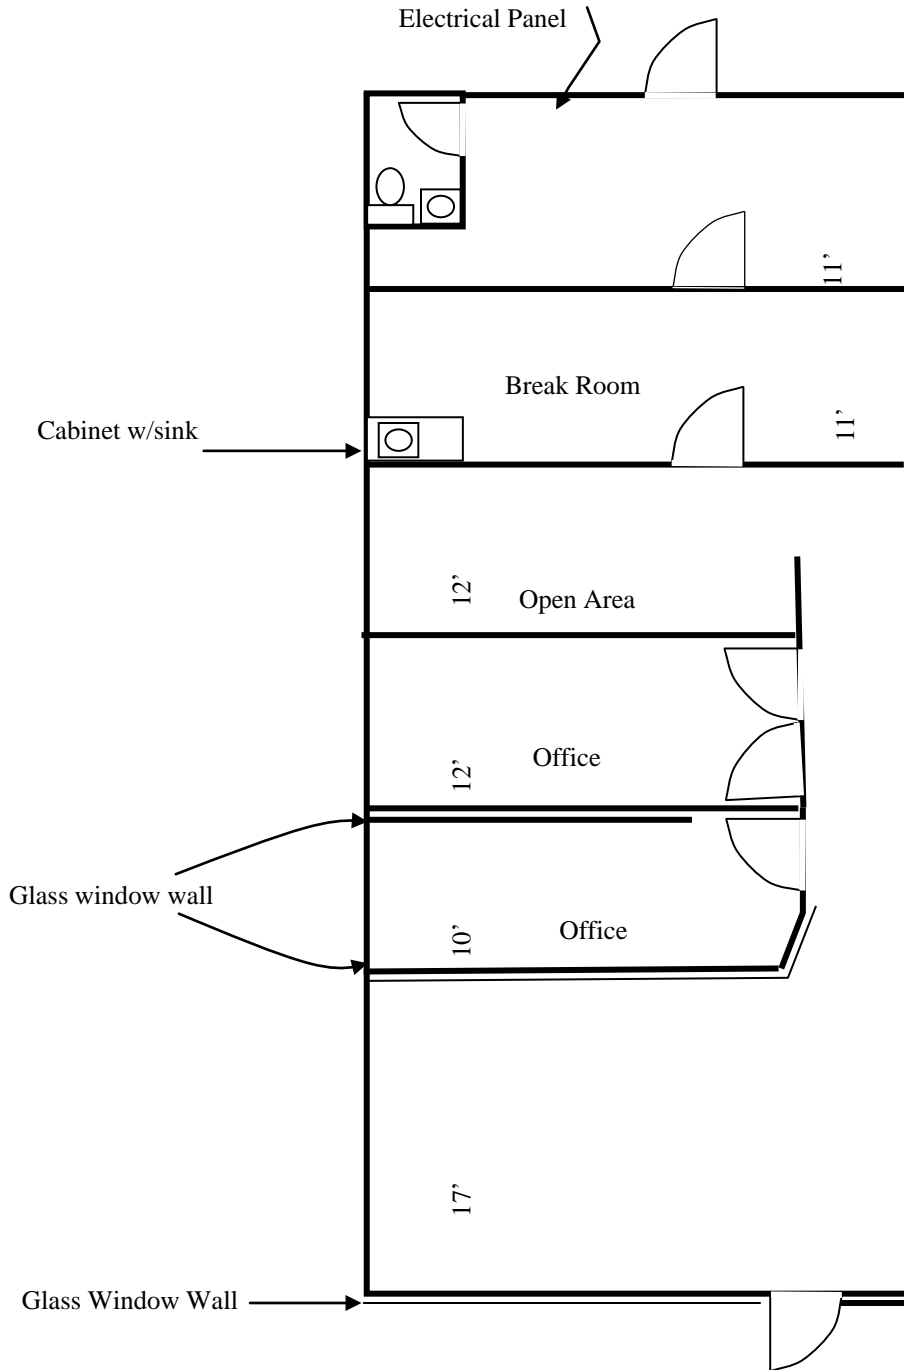 Electrical Panel
11’
Break Room
11’
Cabinet w/sink
12’
Open Area
12’
Office
Glass window wall
10’
Office
17’
Glass Window Wall